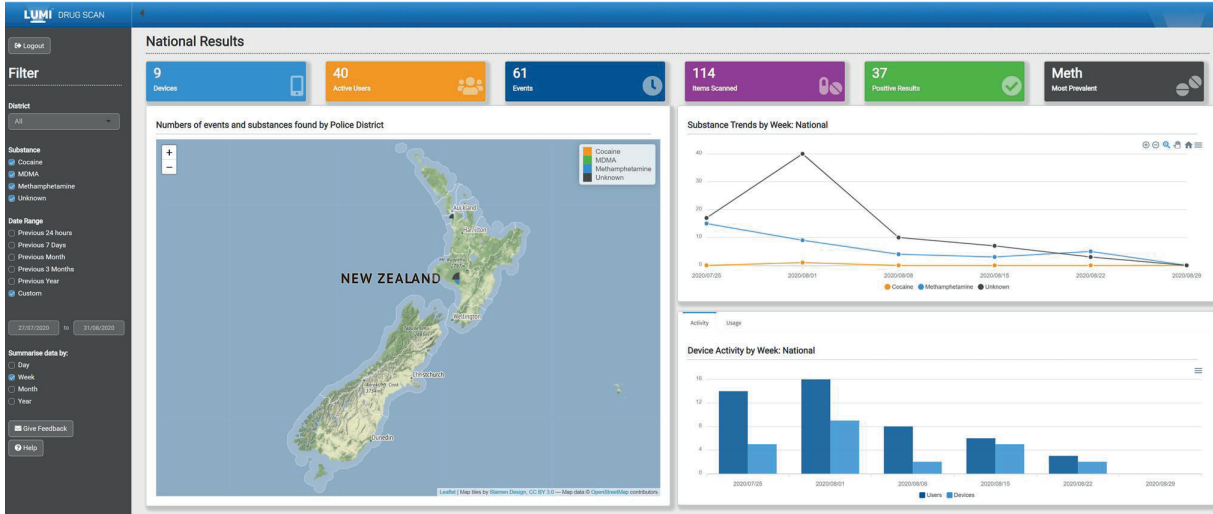 LUMI DRUG SCAN
Logout
Filter
District
All
Substance
Cocaine
MDMA
Methamphetamine
Unknown
Date Range
Previous 24 hours
Previous 7 Days
Previous Month
Previous 3 Months
Previous Year
Custom
27/07/2020 to 31/08/2020
Summarise data by:
Day
Week
Month
Year
Give Feedback
Help
National Results
9
Devices
40
Active Users
61
Events
114
Items Scanned
37
Positive Results
Meth
Most Prevalent
Numbers of events and substances found by Police District
+
−
Cocaine
MDMA
Methamphetamine
Unknown
Auckland
Hamilton
NEW ZEALAND
Wellington
Christchurch
Dunedin
Leaflet | Map tiles by Stamen Design, CC BY 3.0 — Map data © OpenStreetMap contributors
Substance Trends by Week: National
40
30
20
10
0
2020/07/25 2020/08/01 2020/08/08 2020/08/15 2020/08/22 2020/08/29
Cocaine Methamphetamine Unknown
Activity Usage
Device Activity by Week: National
16
12
8
4
0
2020/07/25 2020/08/01 2020/08/08 2020/08/15 2020/08/22 2020/08/29
Users Devices